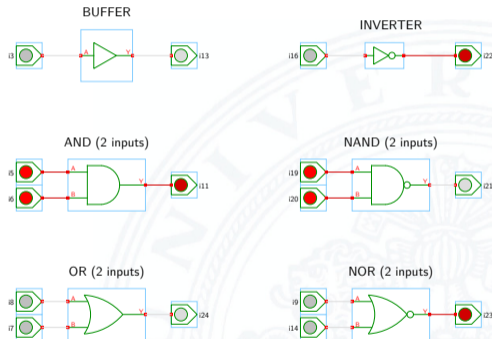 BUFFER
INVERTER
i3 A Y i13
i16 i22
AND (2 inputs)
NAND (2 inputs)
i5 A
i6 B Y i11
i19 A
i20 B Y i21
OR (2 inputs)
NOR (2 inputs)
i8 A
i7 B Y i24
i9 A
i14 B Y i23